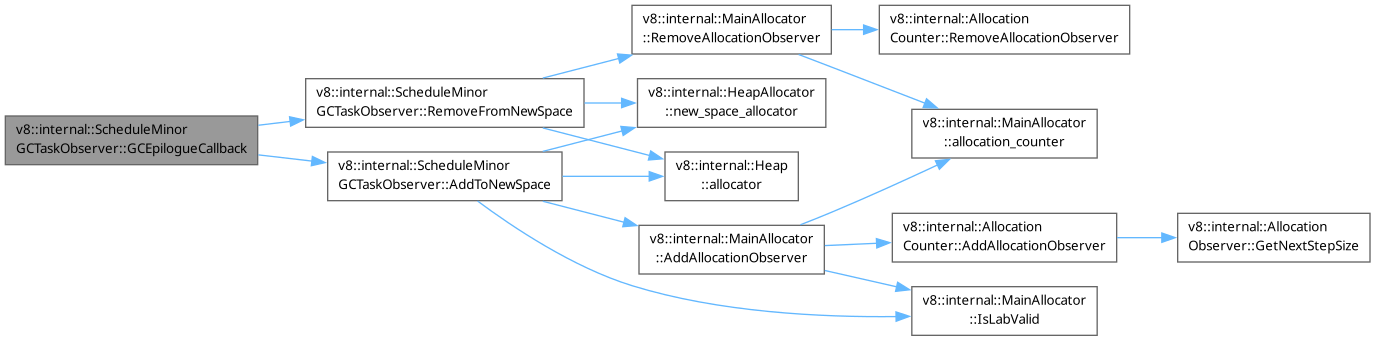 v8::internal::ScheduleMinor
GCTaskObserver::GCEpilogueCallback
v8::internal::ScheduleMinor
GCTaskObserver::RemoveFromNewSpace
v8::internal::ScheduleMinor
GCTaskObserver::AddToNewSpace
v8::internal::MainAllocator
::RemoveAllocationObserver
v8::internal::HeapAllocator
::new_space_allocator
v8::internal::Heap
::allocator
v8::internal::MainAllocator
::AddAllocationObserver
v8::internal::Allocation
Counter::RemoveAllocationObserver
v8::internal::MainAllocator
::allocation_counter
v8::internal::Allocation
Counter::AddAllocationObserver
v8::internal::MainAllocator
::IsLabValid
v8::internal::Allocation
Observer::GetNextStepSize